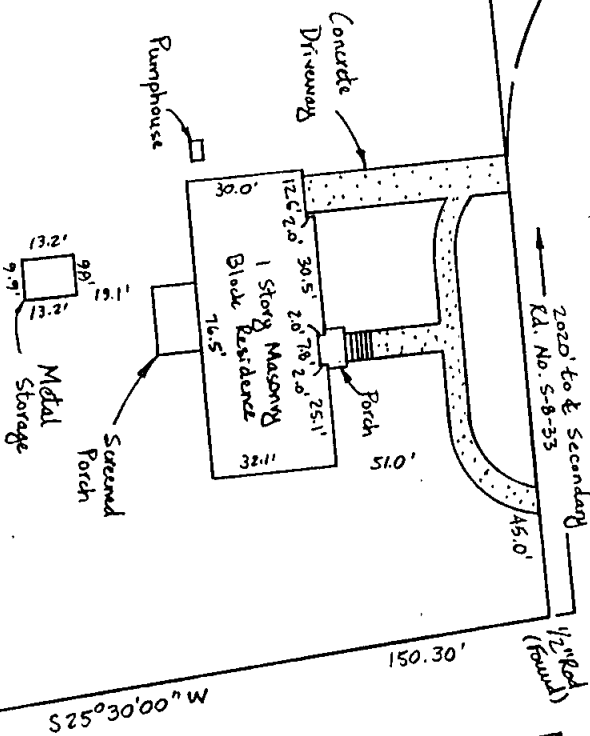 2020' to ℄ Secondary
Rd. No. S-8-33
1/2" Rod
(Found)
Concrete
Driveway
45.0'
51.0'
150.30'
S25°30'00"W
Pumphouse
30.0'
12.6'
2.0'
30.5'
2.0'
7.8'
2.0'
25.1'
Porch
1 Story Masonry
Block Residence
76.5'
32.1'
Screened
Porch
19.1'
13.2'
9.9'
9.9'
13.2'
Metal
Storage